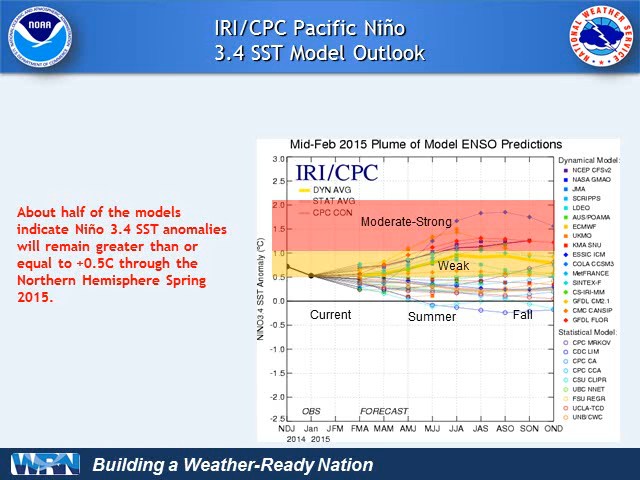 NOAA
NATIONAL WEATHER SERVICE
IRI/CPC Pacific Niño
3.4 SST Model Outlook
About half of the models
indicate Niño 3.4 SST anomalies
will remain greater than or
equal to +0.5C through the
Northern Hemisphere Spring
2015.
Mid-Feb 2015 Plume of Model ENSO Predictions
IRI/CPC
DYN AVG
STAT AVG
CPC CON
Moderate-Strong
Weak
Current
Summer
Fall
OBS
FORECAST
NINO3.4 SST Anomaly (°C)
3.0
2.5
2.0
1.5
1.0
0.5
0.0
-0.5
-1.0
-1.5
-2.0
-2.5
NDJ Jan JFM FMA MAM AMJ MJJ JJA JAS ASO SON OND
2014 2015
Dynamical Model:
NCEP CFSv2
NASA GMAO
JMA
SCRIPPS
LDEO
AUS/POAMA
ECMWF
UKMO
KMA SNU
ESSIC ICM
COLA CCSM3
MetFRANCE
SINTEX-F
CS-IRI-MM
GFDL CM2.1
CMC CANSIP
GFDL FLOR
Statistical Model:
CPC MRKOV
CDC LIM
CPC CA
CPC CCA
CSU CLIPR
UBC NNET
FSU REGR
UCLA-TCD
UNB/CWC
WRN
Building a Weather-Ready Nation